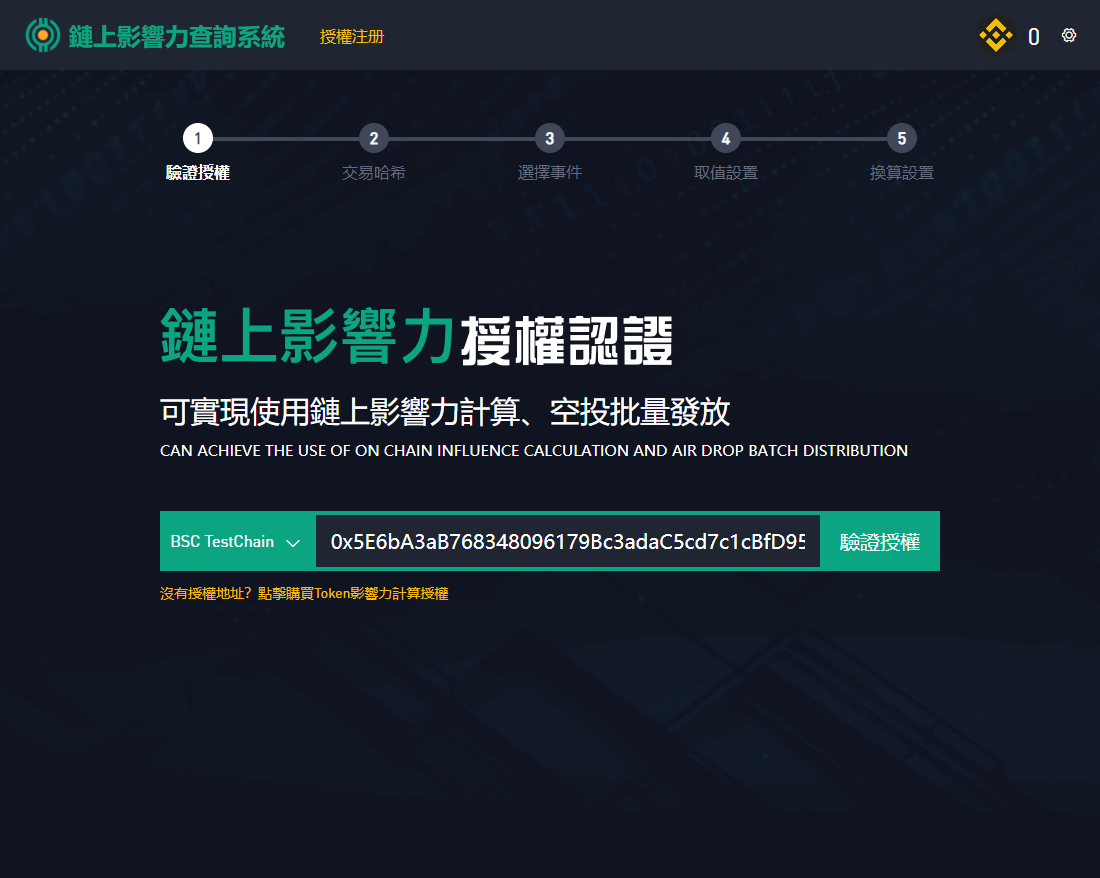 鏈上影響力查詢系統 授權注册 0
1 2 3 4 5
驗證授權 交易哈希 選擇事件 取值設置 換算設置
鏈上影響力授權認證
可實現使用鏈上影響力計算、空投批量發放
CAN ACHIEVE THE USE OF ON CHAIN INFLUENCE CALCULATION AND AIR DROP BATCH DISTRIBUTION
BSC TestChain 0x5E6bA3aB768348096179Bc3adaC5cd7c1cBfD95 驗證授權
沒有授權地址？點擊購買Token影響力計算授權